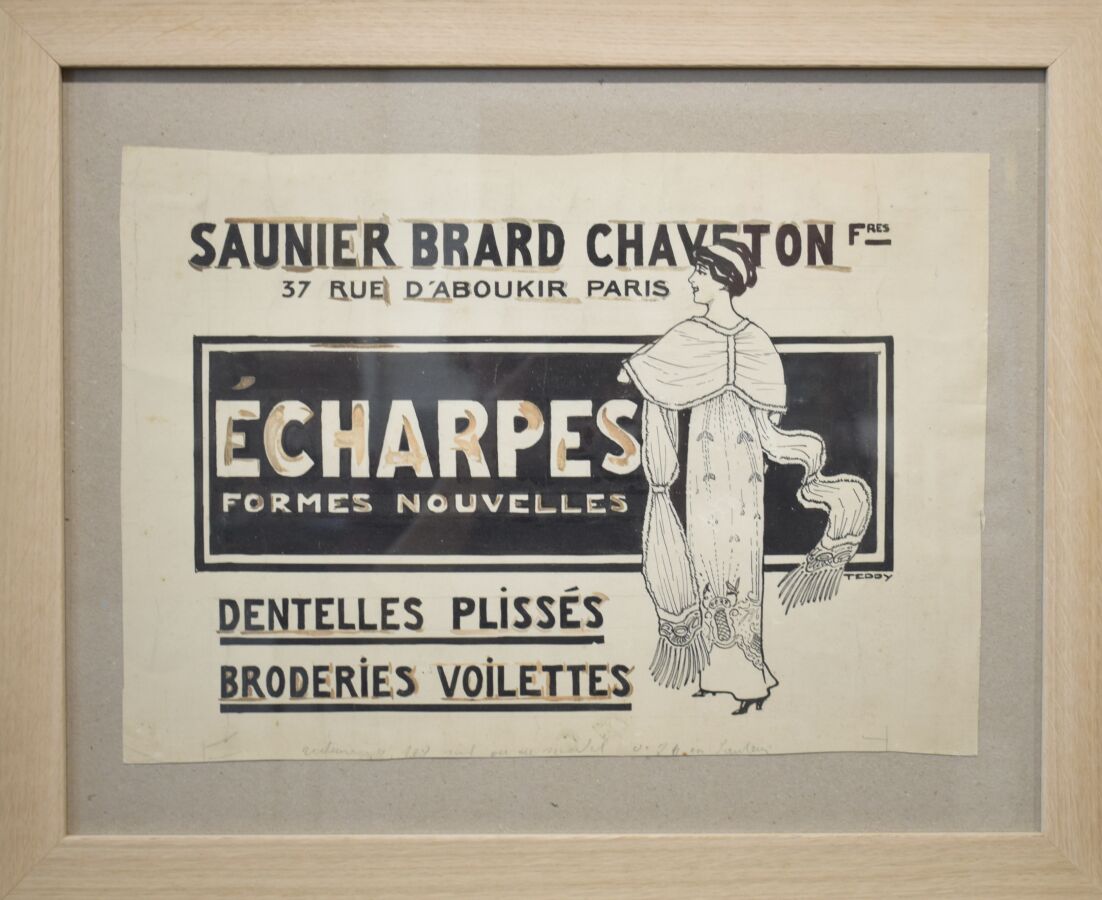 SAUNIER BRARD CHAVETON FRES
37 RUE D'ABOUKIR PARIS
ÉCHARPES
FORMES NOUVELLES
TEDDY
DENTELLES PLISSÉS
BRODERIES VOILETTES